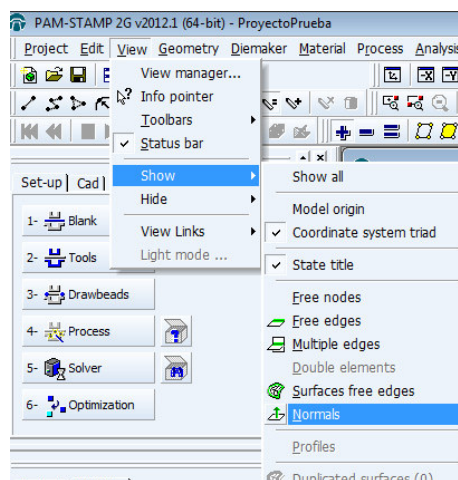 PAM-STAMP 2G v2012.1 (64-bit) - ProyectoPrueba
Project Edit View Geometry Diemaker Material Process Analysis
View manager...
Info pointer
Toolbars
Status bar
Show
Hide
View Links
Light mode ...
Show all
Model origin
Coordinate system triad
State title
Free nodes
Free edges
Multiple edges
Double elements
Surfaces free edges
Normals
Profiles
Duplicated surfaces (0)
Set-up Cad
1- Blank
2- Tools
3- Drawbeads
4- Process
5- Solver
6- Optimization